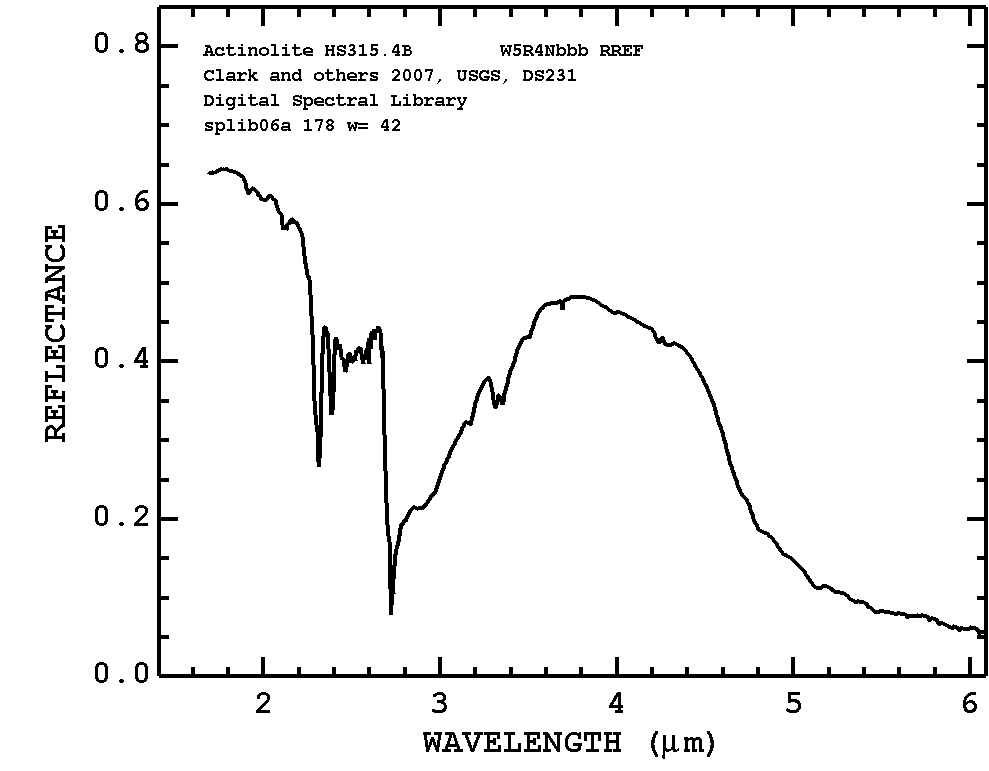 Actinolite HS315.4B W5R4Nbbb RREF
Clark and others 2007, USGS, DS231
Digital Spectral Library
splib06a 178 w= 42
REFLECTANCE
0.8
0.6
0.4
0.2
0.0
2 3 4 5 6
WAVELENGTH (μm)